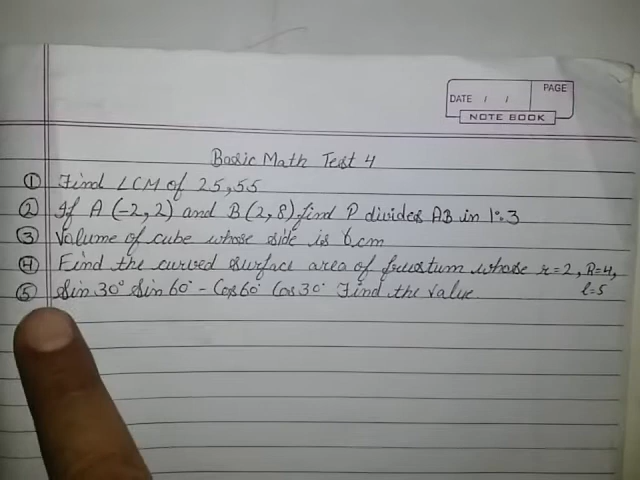 PAGE
DATE / /
NOTE BOOK
Basic Math Test 4
① Find LCM of 25,55
② If A (-2,2) and B(2,8) find P divides AB in 1:3
③ Volume of cube whose side is 6cm
④ Find the curved surface area of frustum whose r=2, R=4,
l=5
⑤ Sin 30° Sin 60° - Cos 60° Cos 30° Find the value